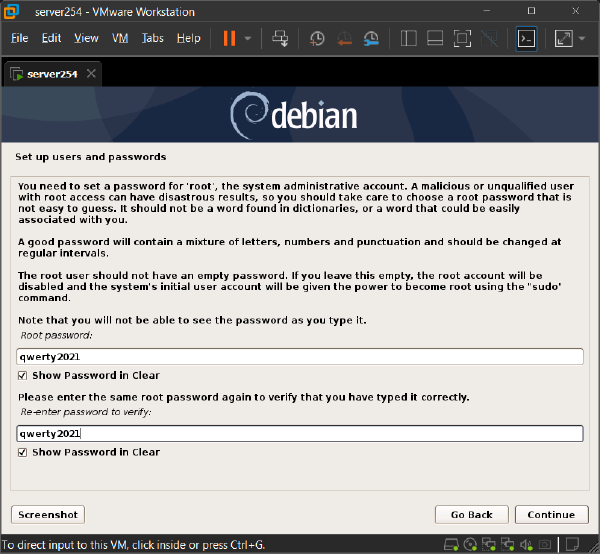 server254 - VMware Workstation
File Edit View VM Tabs Help
server254
debian
Set up users and passwords
You need to set a password for 'root', the system administrative account. A malicious or unqualified user
with root access can have disastrous results, so you should take care to choose a root password that is
not easy to guess. It should not be a word found in dictionaries, or a word that could be easily
associated with you.
A good password will contain a mixture of letters, numbers and punctuation and should be changed at
regular intervals.
The root user should not have an empty password. If you leave this empty, the root account will be
disabled and the system's initial user account will be given the power to become root using the "sudo"
command.
Note that you will not be able to see the password as you type it.
Root password:
qwerty2021
Show Password in Clear
Please enter the same root password again to verify that you have typed it correctly.
Re-enter password to verify:
qwerty2021
Show Password in Clear
Screenshot Go Back Continue
To direct input to this VM, click inside or press Ctrl+G.